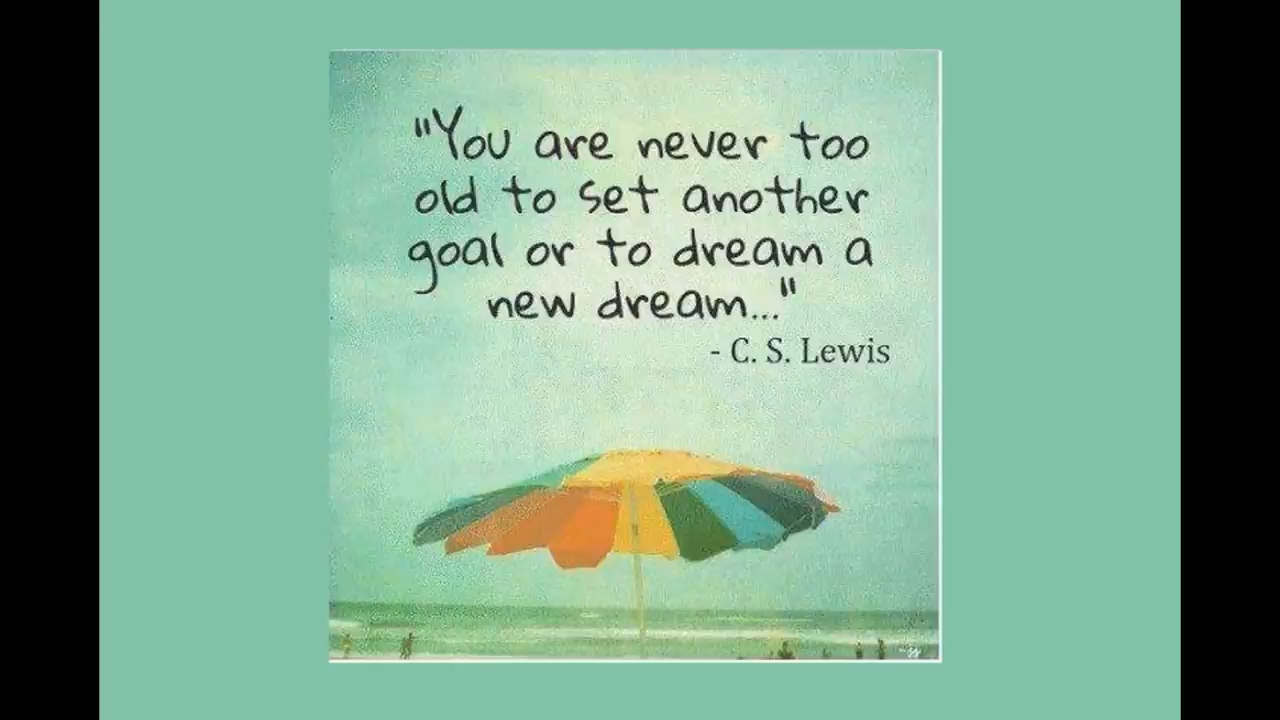 "You are never too
old to set another
goal or to dream a
new dream..."
- C. S. Lewis